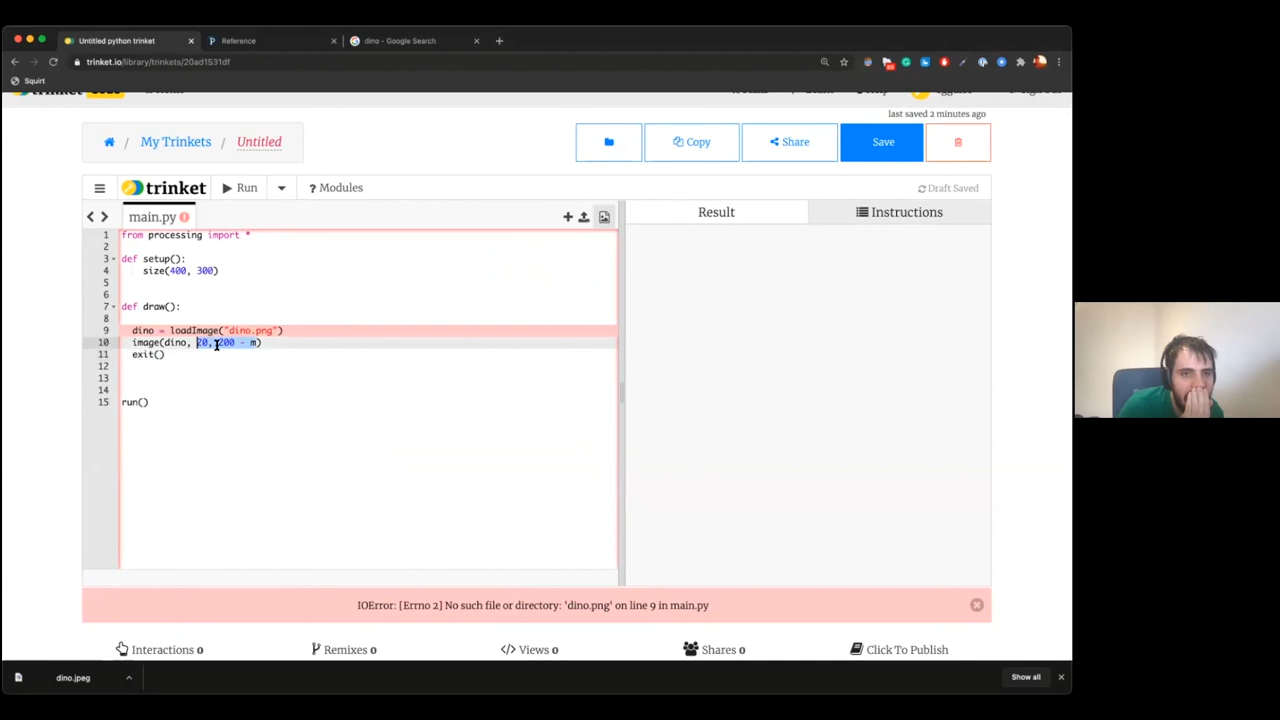 Untitled python trinket
Reference
dino - Google Search
trinket.io/library/trinkets/20ad1531df
Squirt
last saved 2 minutes ago
My Trinkets / Untitled
Copy
Share
Save
trinket
Run
? Modules
Draft Saved
main.py
Result
Instructions
1 from processing import *
2
3 def setup():
4 size(400, 300)
5
6
7 def draw():
8
9 dino = loadImage("dino.png")
10 image(dino, 20, 200 - m)
11 exit()
12
13
14
15 run()
IOError: [Errno 2] No such file or directory: 'dino.png' on line 9 in main.py
Interactions 0
Remixes 0
Views 0
Shares 0
Click To Publish
dino.jpeg
Show all